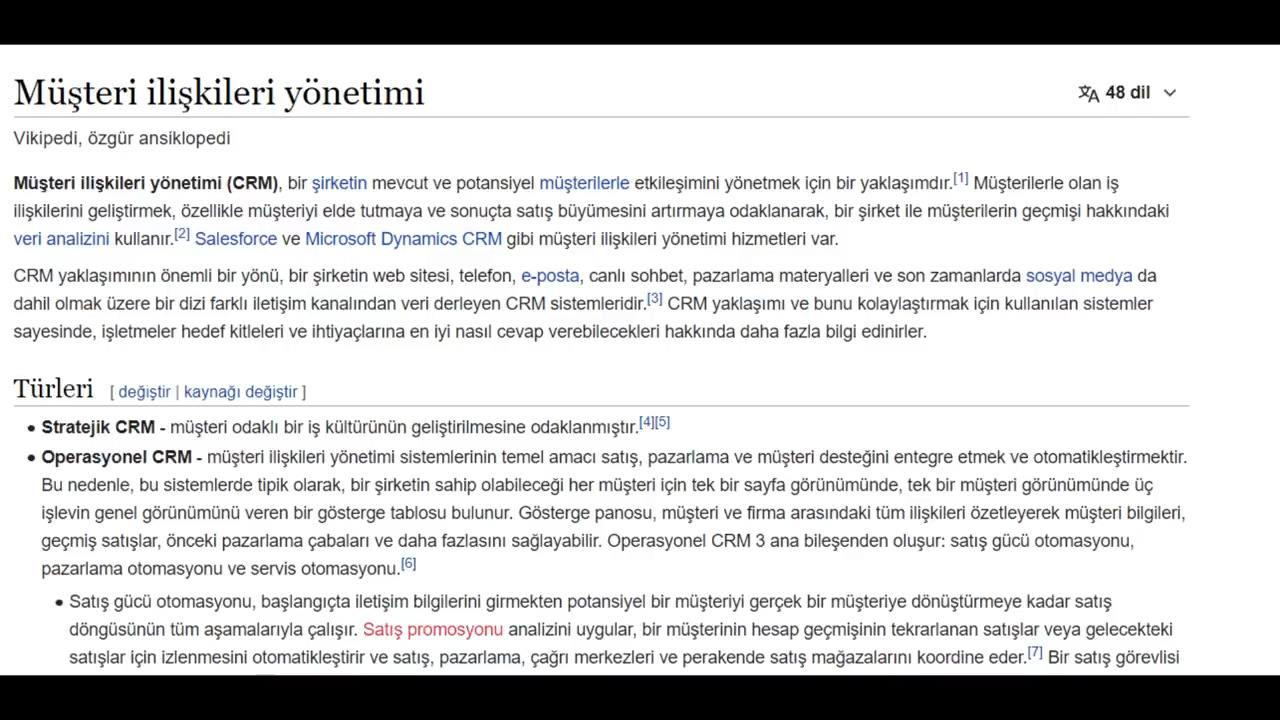 Müşteri ilişkileri yönetimi
48 dil
Vikipedi, özgür ansiklopedi
Müşteri ilişkileri yönetimi (CRM), bir şirketin mevcut ve potansiyel müşterilerle etkileşimini yönetmek için bir yaklaşımdır.[1] Müşterilerle olan iş
ilişkilerini geliştirmek, özellikle müşteriyi elde tutmaya ve sonuçta satış büyümesini artırmaya odaklanarak, bir şirket ile müşterilerin geçmişi hakkındaki
veri analizini kullanır.[2] Salesforce ve Microsoft Dynamics CRM gibi müşteri ilişkileri yönetimi hizmetleri var.
CRM yaklaşımının önemli bir yönü, bir şirketin web sitesi, telefon, e-posta, canlı sohbet, pazarlama materyalleri ve son zamanlarda sosyal medya da
dahil olmak üzere bir dizi farklı iletişim kanalından veri derleyen CRM sistemleridir.[3] CRM yaklaşımı ve bunu kolaylaştırmak için kullanılan sistemler
sayesinde, işletmeler hedef kitleleri ve ihtiyaçlarına en iyi nasıl cevap verebilecekleri hakkında daha fazla bilgi edinirler.
Türleri [ değiştir | kaynağı değiştir ]
• Stratejik CRM - müşteri odaklı bir iş kültürünün geliştirilmesine odaklanmıştır.[4][5]
• Operasyonel CRM - müşteri ilişkileri yönetimi sistemlerinin temel amacı satış, pazarlama ve müşteri desteğini entegre etmek ve otomatikleştirmektir.
Bu nedenle, bu sistemlerde tipik olarak, bir şirketin sahip olabileceği her müşteri için tek bir sayfa görünümünde, tek bir müşteri görünümünde üç
işlevin genel görünümünü veren bir gösterge tablosu bulunur. Gösterge panosu, müşteri ve firma arasındaki tüm ilişkileri özetleyerek müşteri bilgileri,
geçmiş satışlar, önceki pazarlama çabaları ve daha fazlasını sağlayabilir. Operasyonel CRM 3 ana bileşenden oluşur: satış gücü otomasyonu,
pazarlama otomasyonu ve servis otomasyonu.[6]
• Satış gücü otomasyonu, başlangıçta iletişim bilgilerini girmekten potansiyel bir müşteriyi gerçek bir müşteriye dönüştürmeye kadar satış
döngüsünün tüm aşamalarıyla çalışır. Satış promosyonu analizini uygular, bir müşterinin hesap geçmişinin tekrarlanan satışlar veya gelecekteki
satışlar için izlenmesini otomatikleştirir ve satış, pazarlama, çağrı merkezleri ve perakende satış mağazalarını koordine eder.[7] Bir satış görevlisi